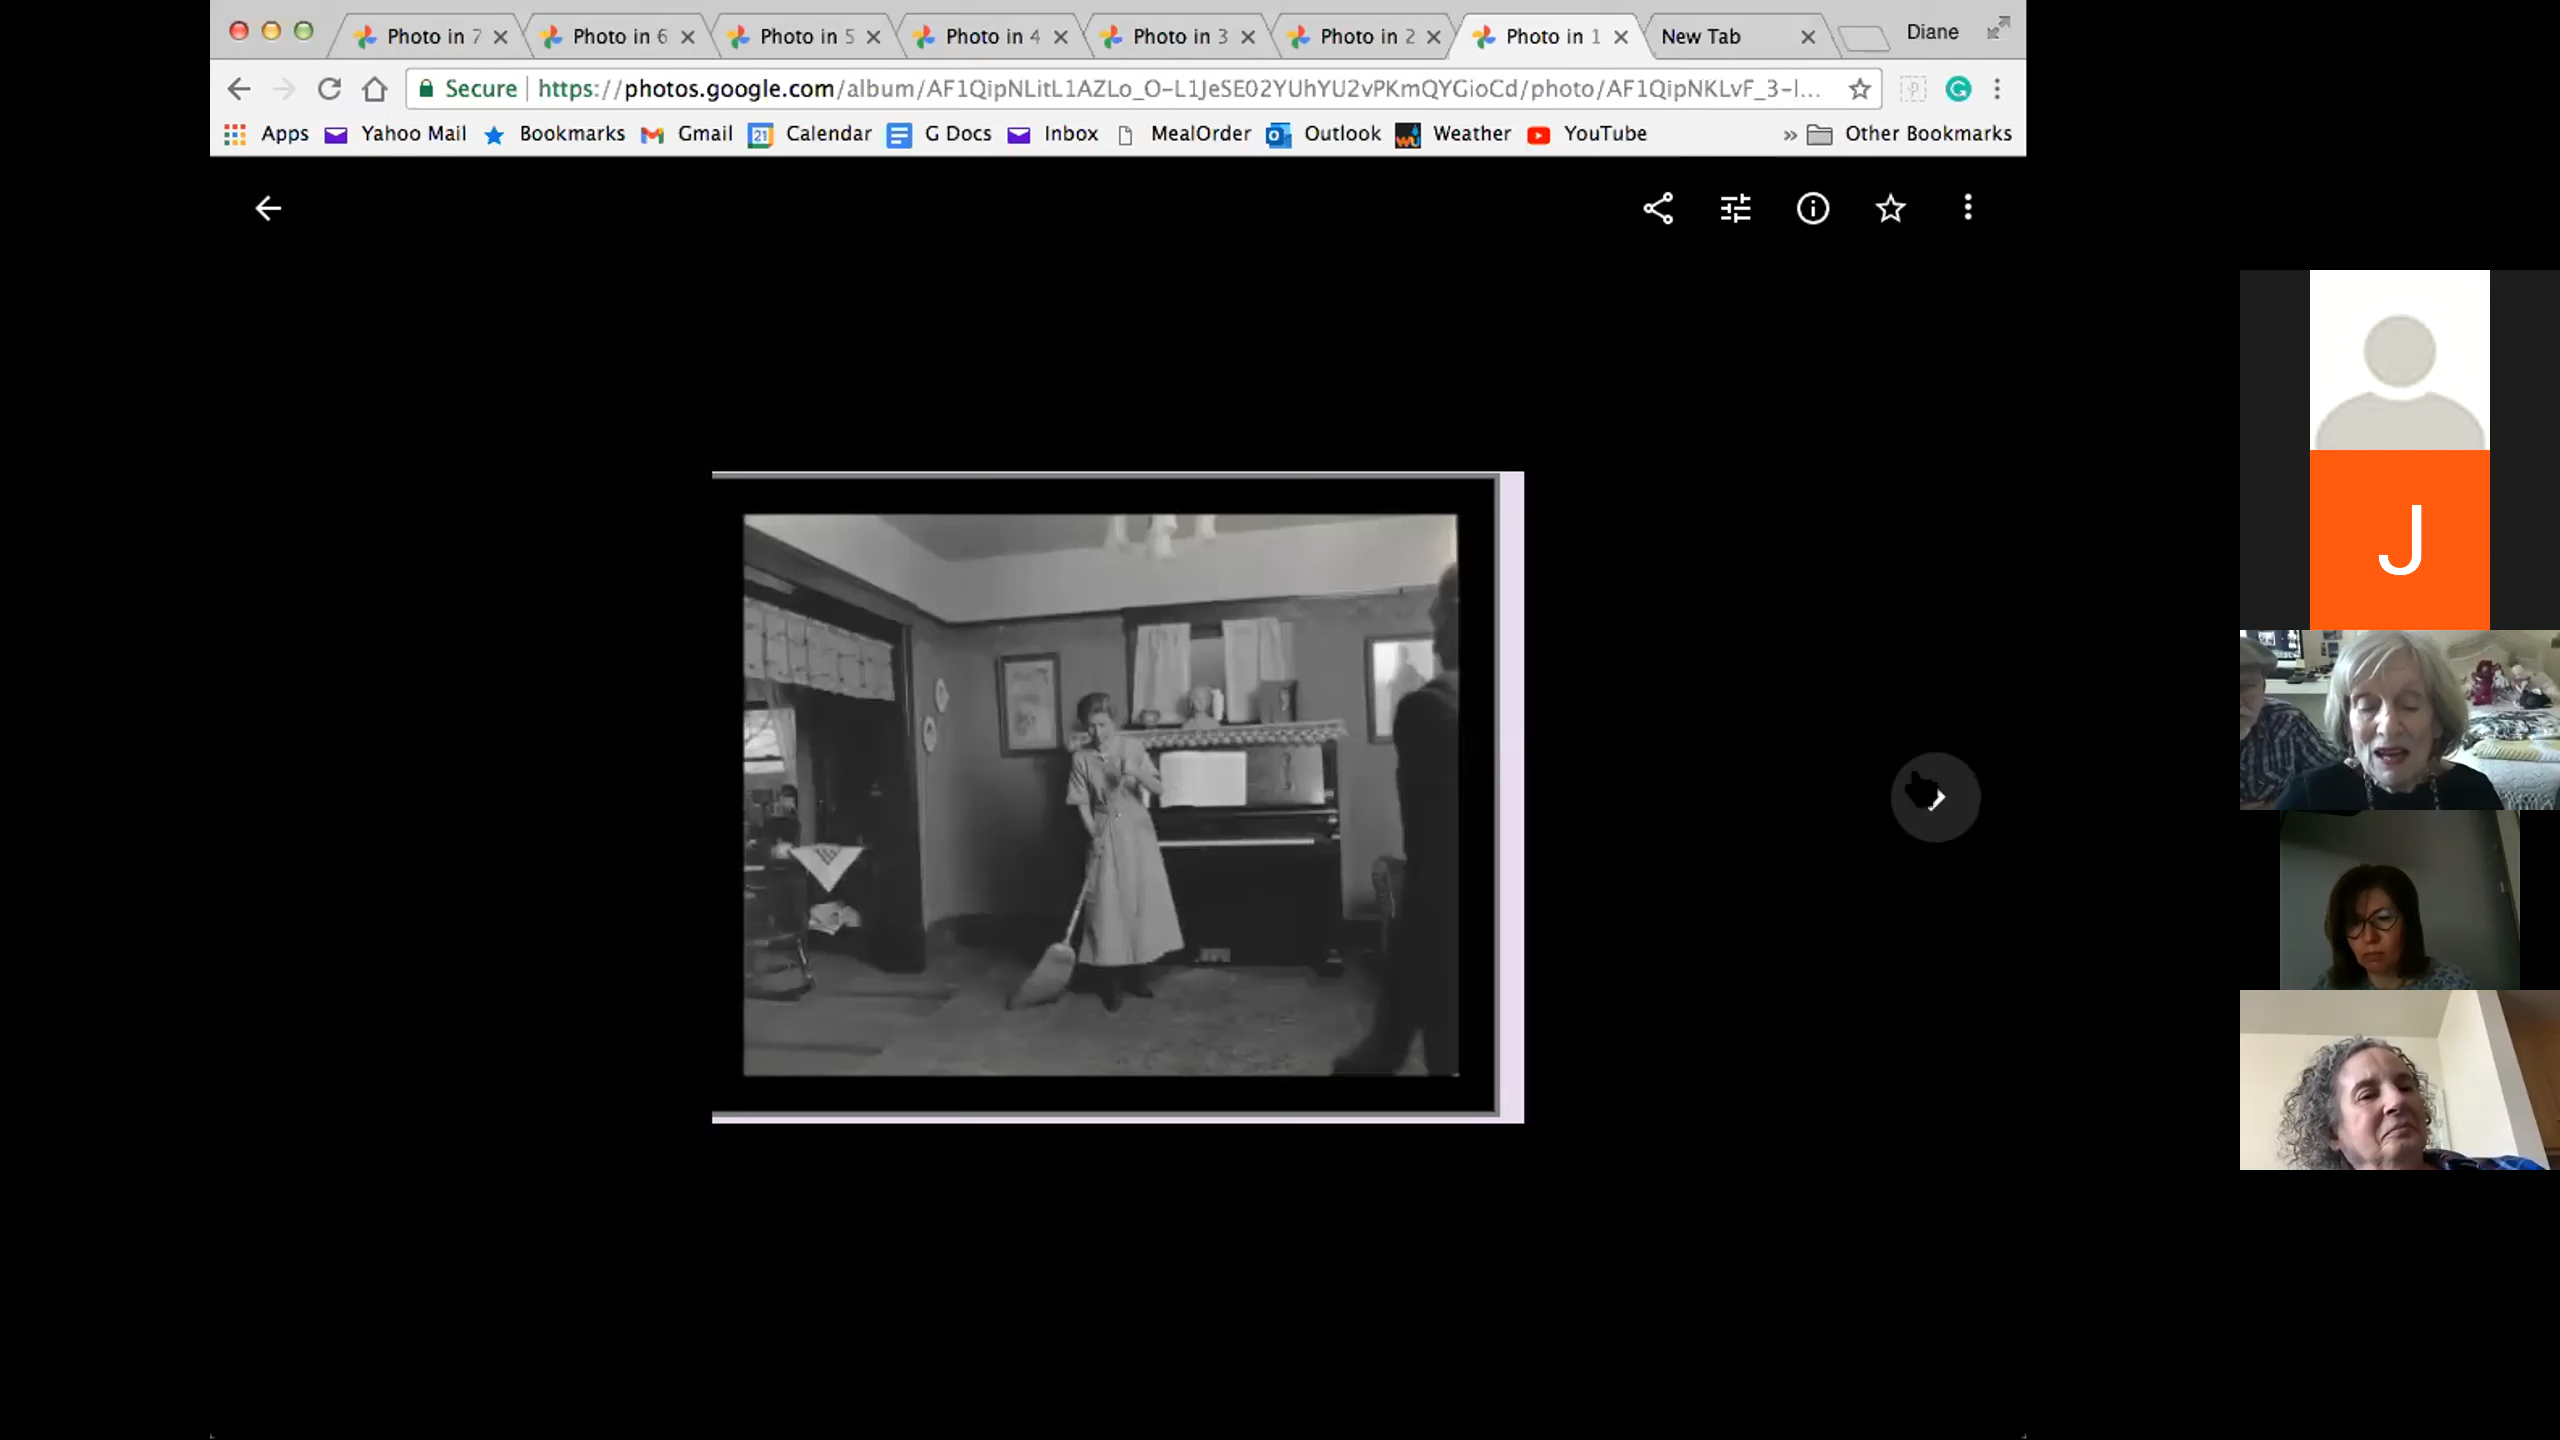 Photo in 7 Photo in 6 Photo in 5 Photo in 4 Photo in 3 Photo in 2 Photo in 1 New Tab Diane
Secure https://photos.google.com/album/AF1QipNLitL1AZLo_O-L1JeSE02YUhYU2vPKmQYGioCd/photo/AF1QipNKLvF_3-l...
Apps Yahoo Mail Bookmarks Gmail 21 Calendar G Docs Inbox MealOrder Outlook Weather YouTube » Other Bookmarks
J